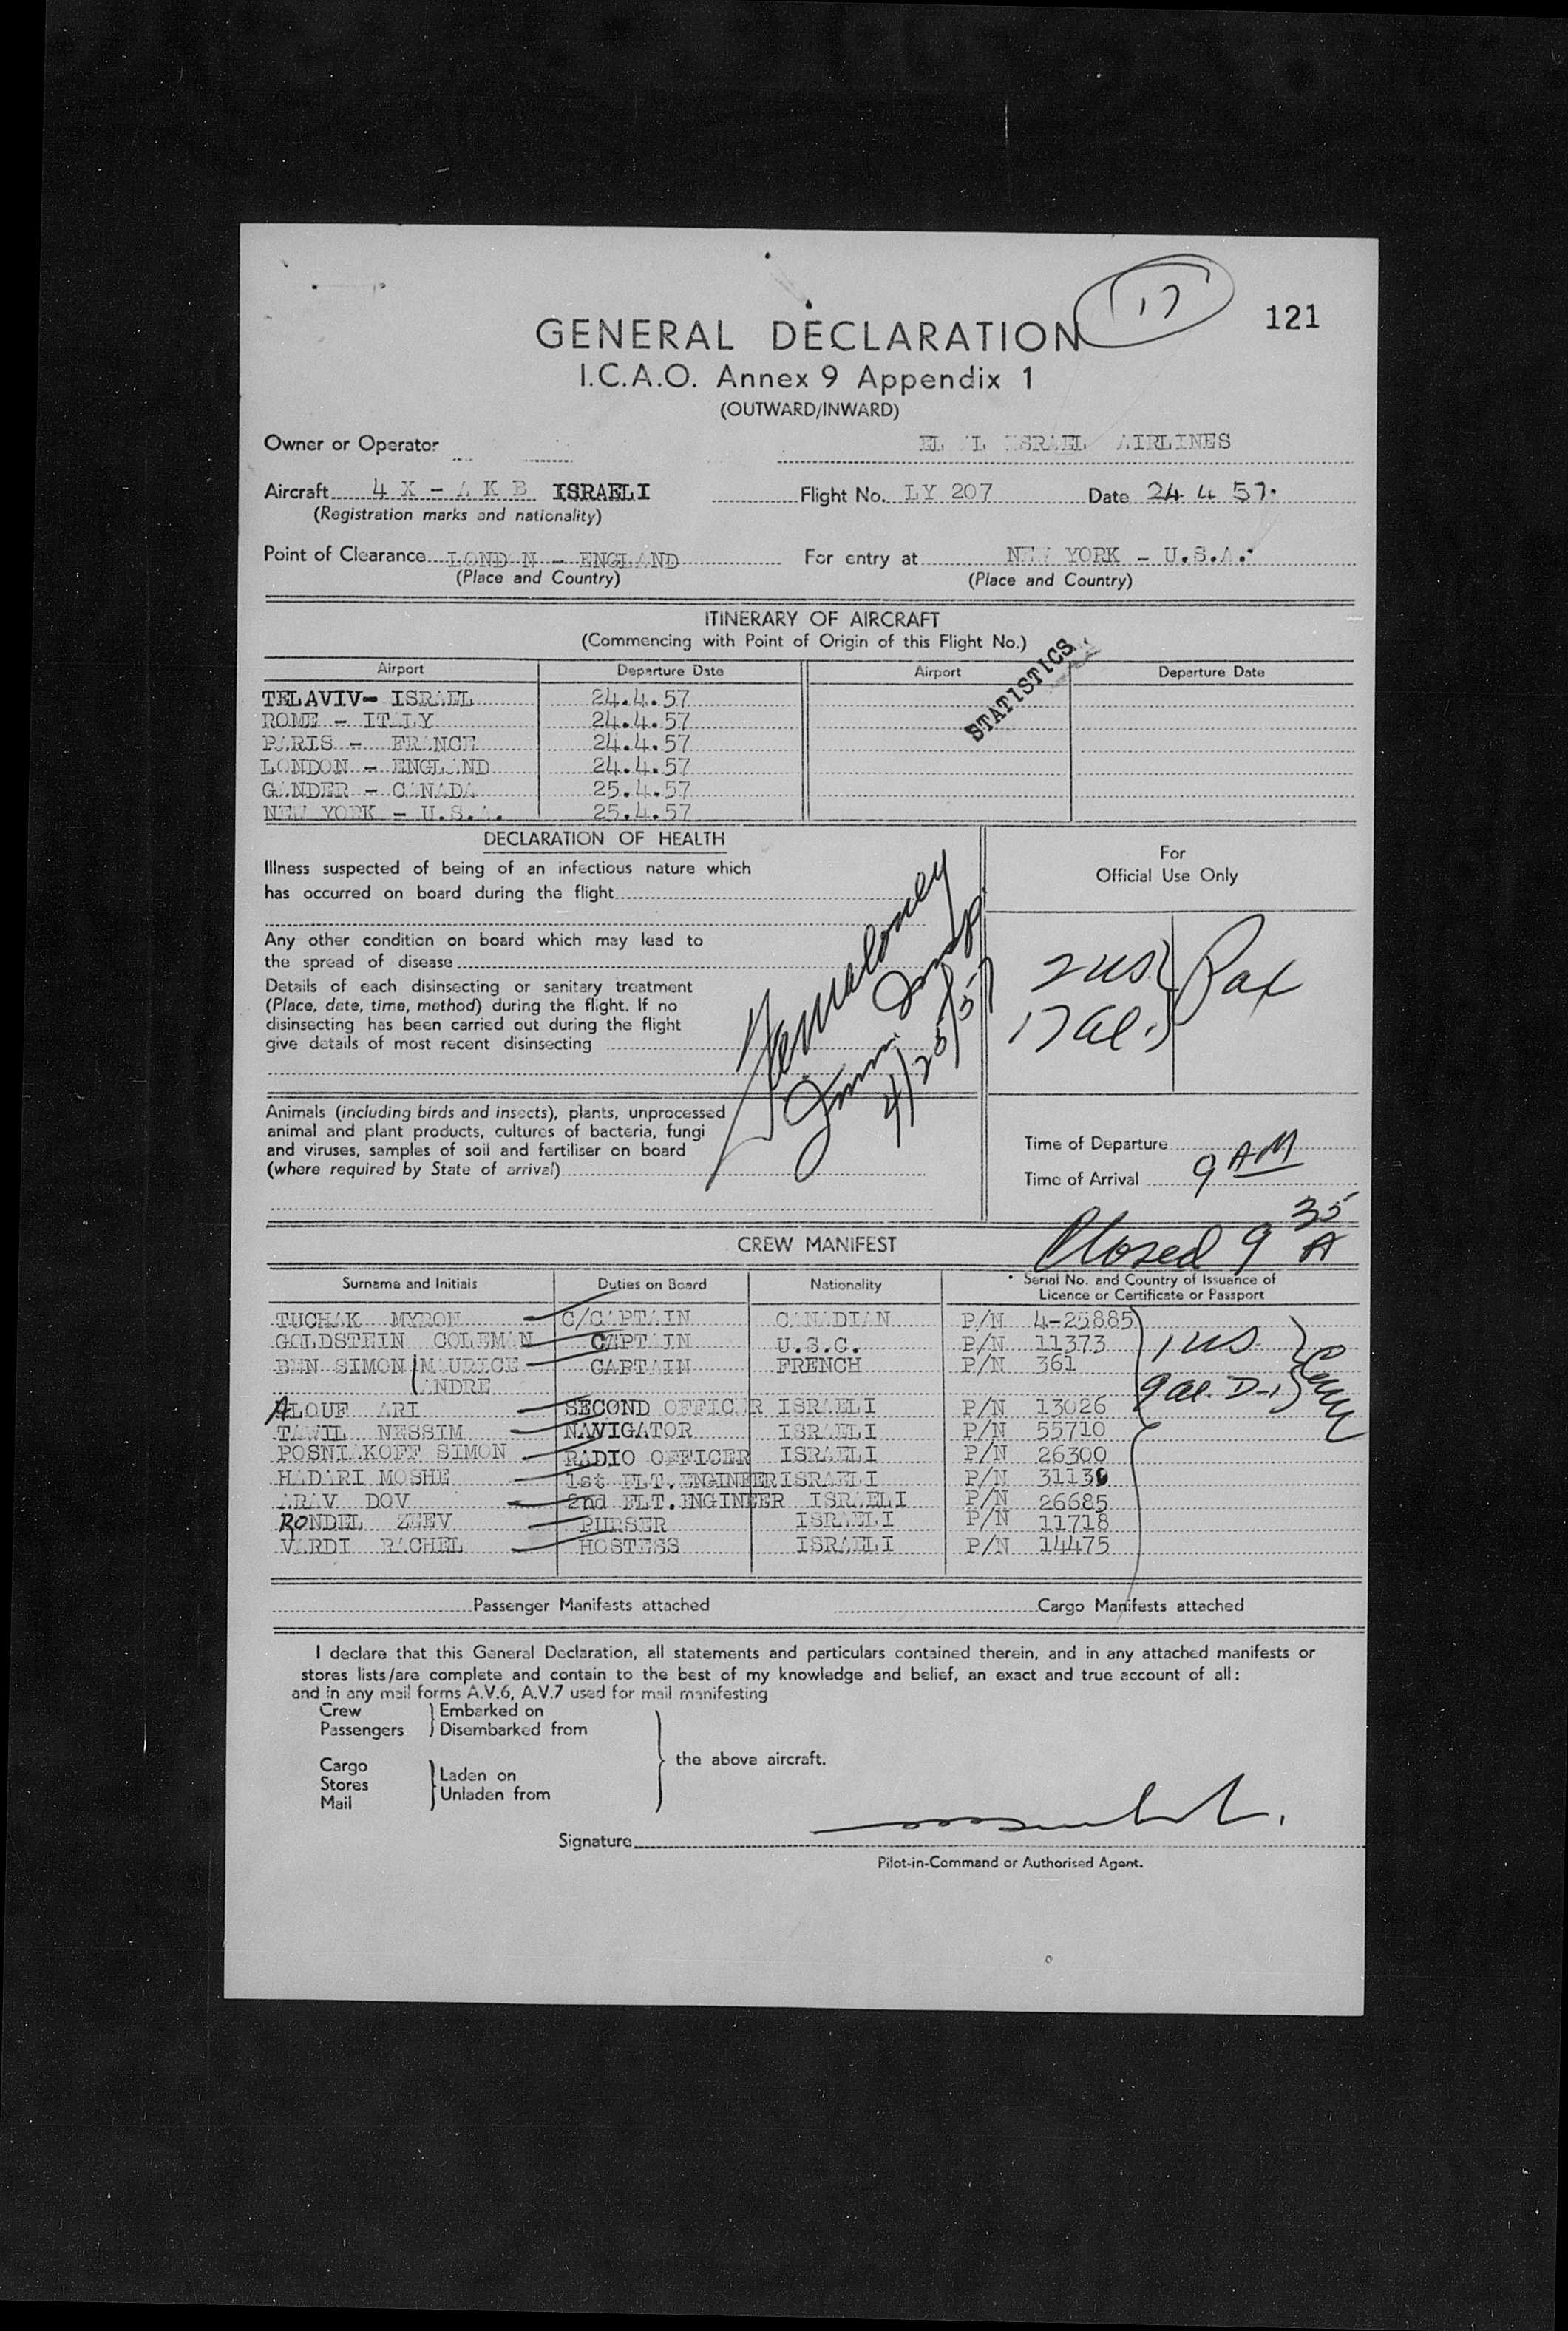 17
121
GENERAL DECLARATION
I.C.A.O. Annex 9 Appendix 1
(OUTWARD/INWARD)
Owner or Operator EL AL ISRAEL AIRLINES
Aircraft 4 X - A K B ISRAELI Flight No. LY 207 Date 24 4 57.
(Registration marks and nationality)
Point of Clearance LONDON - ENGLAND For entry at NEW YORK - U.S.A.
(Place and Country) (Place and Country)
ITINERARY OF AIRCRAFT
(Commencing with Point of Origin of this Flight No.)
STATISTICS
Airport Departure Date Airport Departure Date
TELAVIV- ISRAEL 24.4.57
ROME - ITALY 24.4.57
PARIS - FRANCE 24.4.57
LONDON - ENGLAND 24.4.57
GANDER - CANADA 25.4.57
NEW YORK - U.S.A. 25.4.57
DECLARATION OF HEALTH
Illness suspected of being of an infectious nature which
has occurred on board during the flight
Any other condition on board which may lead to
the spread of disease
Details of each disinsecting or sanitary treatment
(Place, date, time, method) during the flight. If no
disinsecting has been carried out during the flight
give details of most recent disinsecting
Animals (including birds and insects), plants, unprocessed
animal and plant products, cultures of bacteria, fungi
and viruses, samples of soil and fertiliser on board
(where required by State of arrival)
Imm. Insp
4/25/57
For
Official Use Only
2 US
17 al.
Pax
Time of Departure
Time of Arrival 9 AM
Closed 9 35 A
CREW MANIFEST
Surname and Initials Duties on Board Nationality Serial No. and Country of Issuance of
Licence or Certificate or Passport
TUCHAK MYRON C/CAPTAIN CANADIAN P/N 4-25885
GOLDSTEIN COLEMAN CAPTAIN U.S.C. P/N 11373
BEN SIMON MAURICE CAPTAIN FRENCH P/N 361
ANDRE
ALOUF ARI SECOND OFFICER ISRAELI P/N 13026
TAWIL NESSIM NAVIGATOR ISRAELI P/N 55710
POSNIAKOFF SIMON RADIO OFFICER ISRAELI P/N 26300
HADARI MOSHE 1st FLT. ENGINEER ISRAELI P/N 3113
ARAV DOV 2nd FLT. ENGINEER ISRAELI P/N 26685
RONDEL ZEEV PURSER ISRAELI P/N 11718
VARDI RACHEL HOSTESS ISRAELI P/N 14475
1 US
9 al. D-1
Passenger Manifests attached Cargo Manifests attached
I declare that this General Declaration, all statements and particulars contained therein, and in any attached manifests or
stores lists/are complete and contain to the best of my knowledge and belief, an exact and true account of all:
and in any mail forms A.V.6, A.V.7 used for mail manifesting
Crew Embarked on
Passengers Disembarked from
the above aircraft.
Cargo
Stores Laden on
Mail Unladen from
Signature
Pilot-in-Command or Authorised Agent.